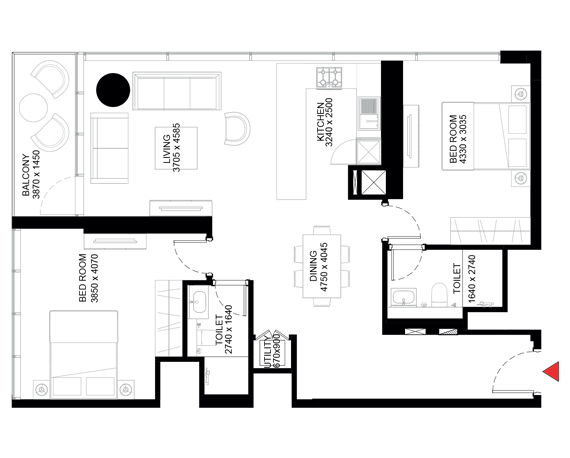 BALCONY
3870 x 1450
LIVING
3705 x 4585
KITCHEN
3240 x 2500
BED ROOM
4330 x 3035
BED ROOM
3850 x 4070
DINING
4750 x 4045
TOILET
1640 x 2740
TOILET
2740 x 1640
UTILITY
670x900